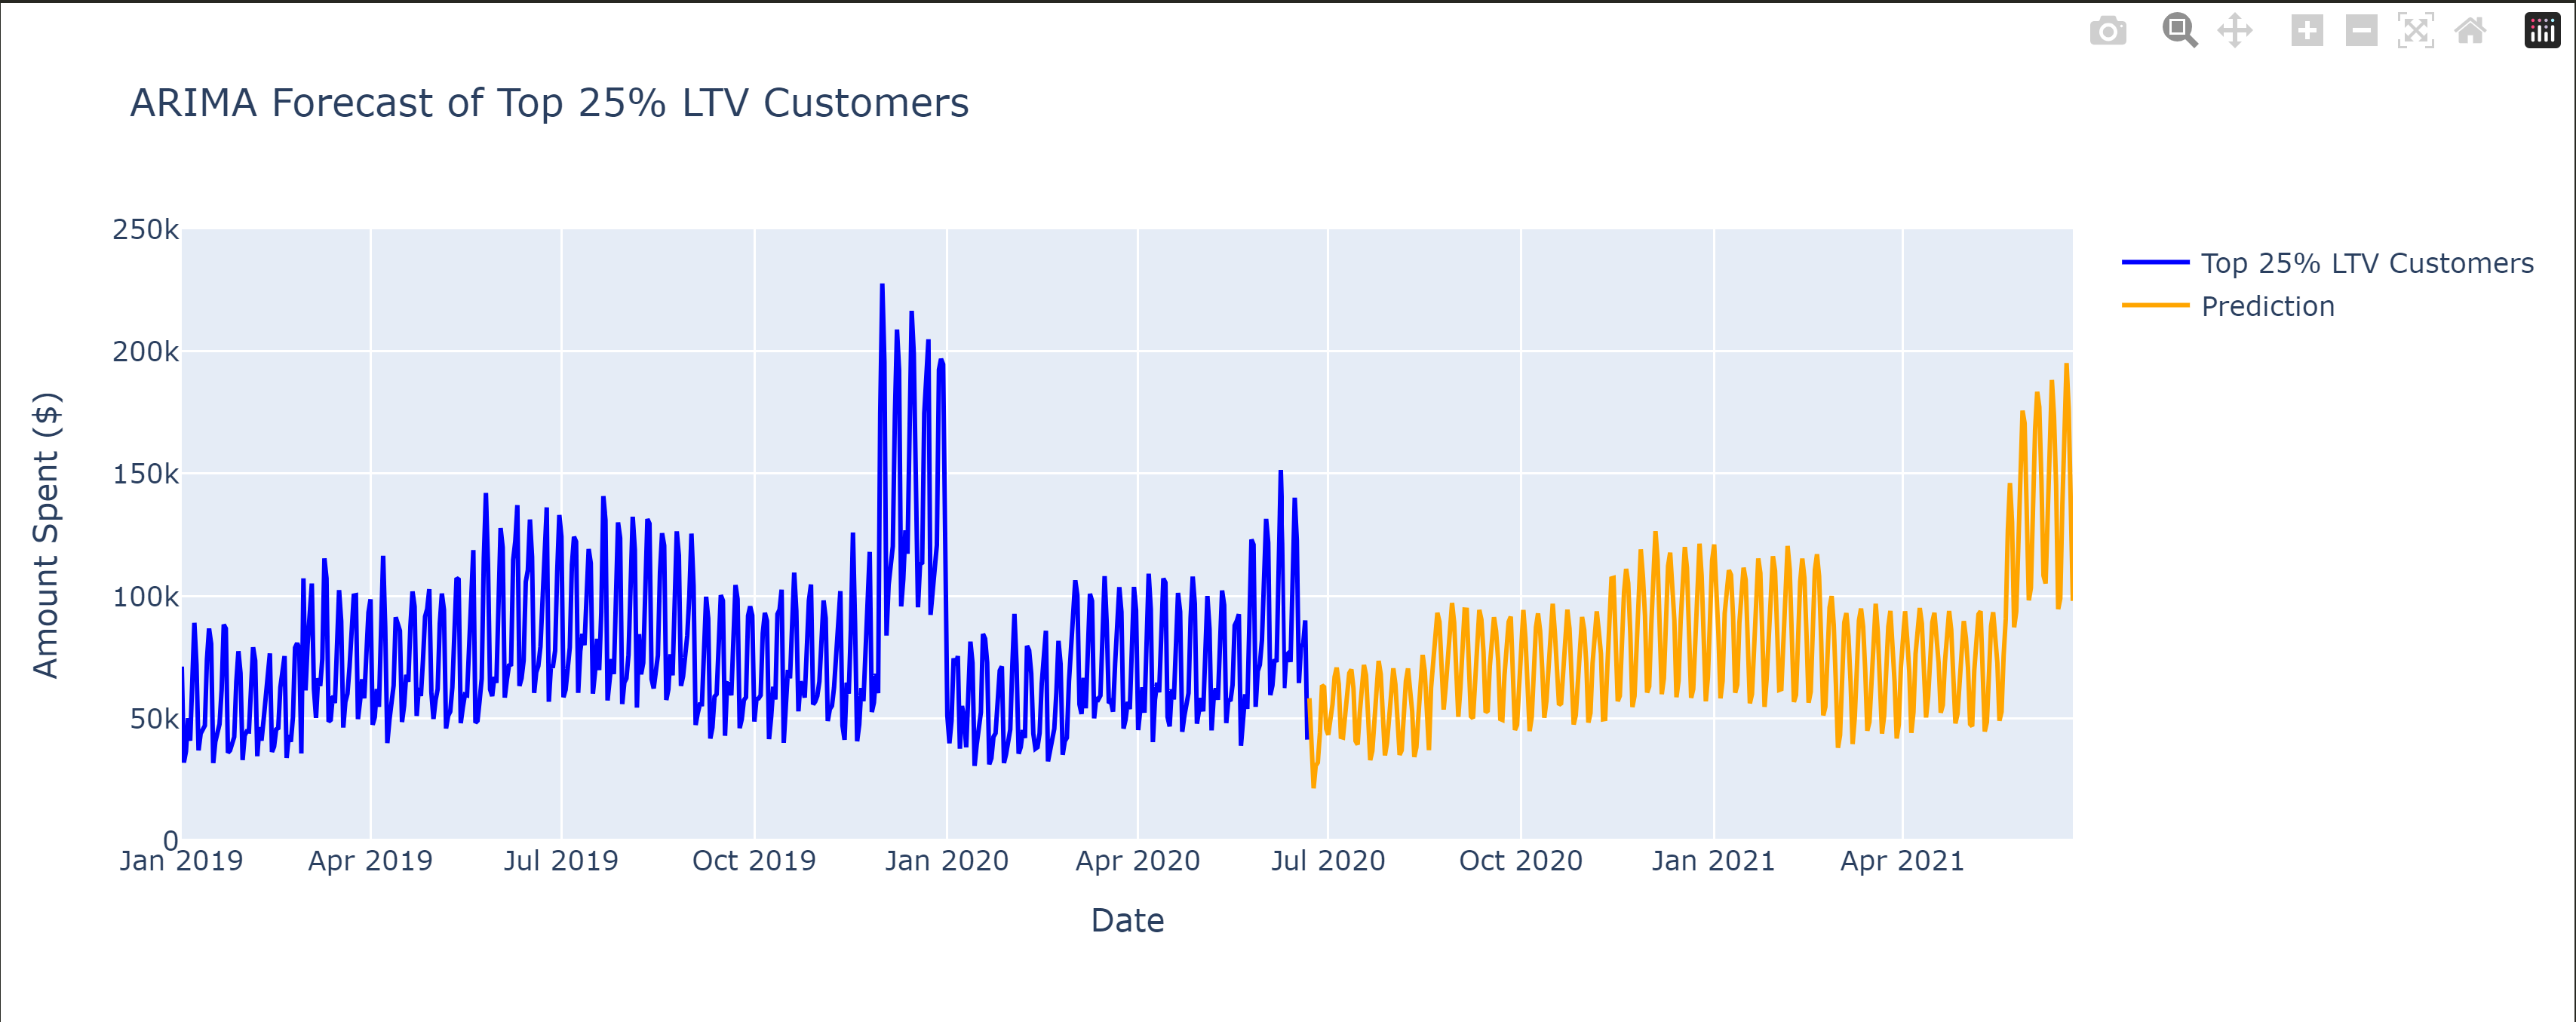 ARIMA Forecast of Top 25% LTV Customers
250k
200k
150k
100k
50k
0
Amount Spent ($)
Jan 2019 Apr 2019 Jul 2019 Oct 2019 Jan 2020 Apr 2020 Jul 2020 Oct 2020 Jan 2021 Apr 2021
Date
Top 25% LTV Customers
Prediction